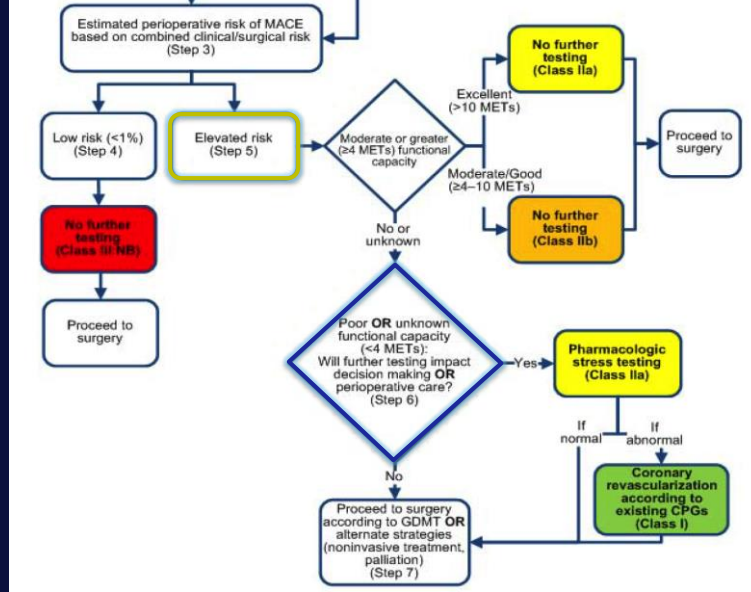 Estimated perioperative risk of MACE
based on combined clinical/surgical risk
(Step 3)
Low risk (<1%)
(Step 4)
Elevated risk
(Step 5)
Moderate or greater
(≥4 METs) functional
capacity
Excellent
(>10 METs)
No further
testing
(Class IIa)
Proceed to
surgery
Moderate/Good
(≥4–10 METs)
No further
testing
(Class IIb)
No further
testing
(Class III:NB)
No or
unknown
Proceed to
surgery
Poor OR unknown
functional capacity
(<4 METs):
Will further testing impact
decision making OR
perioperative care?
(Step 6)
Yes
Pharmacologic
stress testing
(Class IIa)
If
normal
If
abnormal
Coronary
revascularization
according to
existing CPGs
(Class I)
No
Proceed to surgery
according to GDMT OR
alternate strategies
(noninvasive treatment,
palliation)
(Step 7)